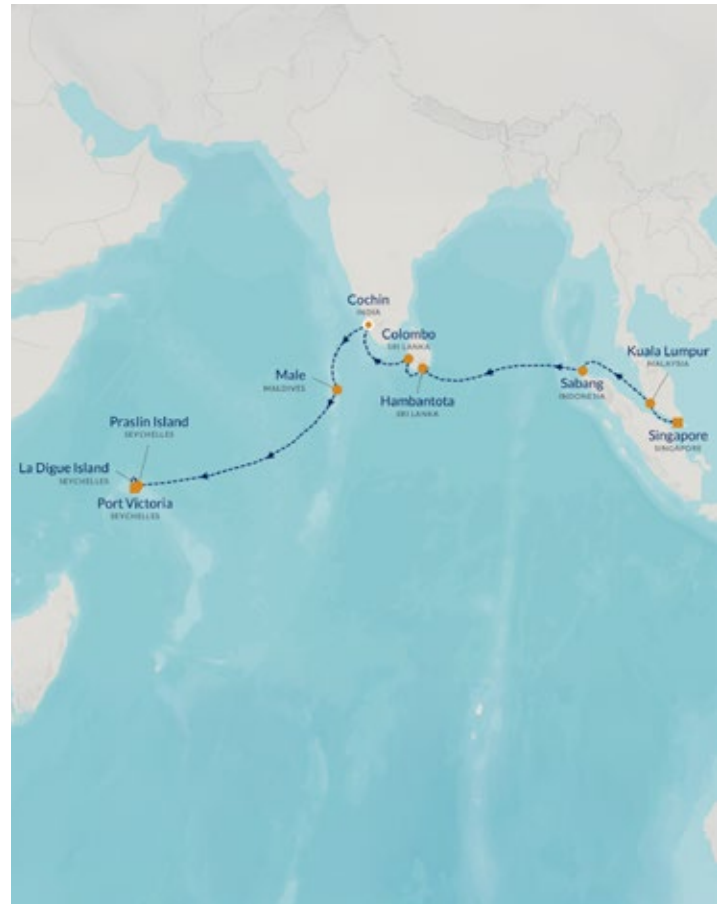 Cochin
INDIA
Colombo
SRI LANKA
Kuala Lumpur
MALAYSIA
Male
MALDIVES
Sabang
INDONESIA
Hambantota
SRI LANKA
Praslin Island
SEYCHELLES
Singapore
SINGAPORE
La Digue Island
SEYCHELLES
Port Victoria
SEYCHELLES